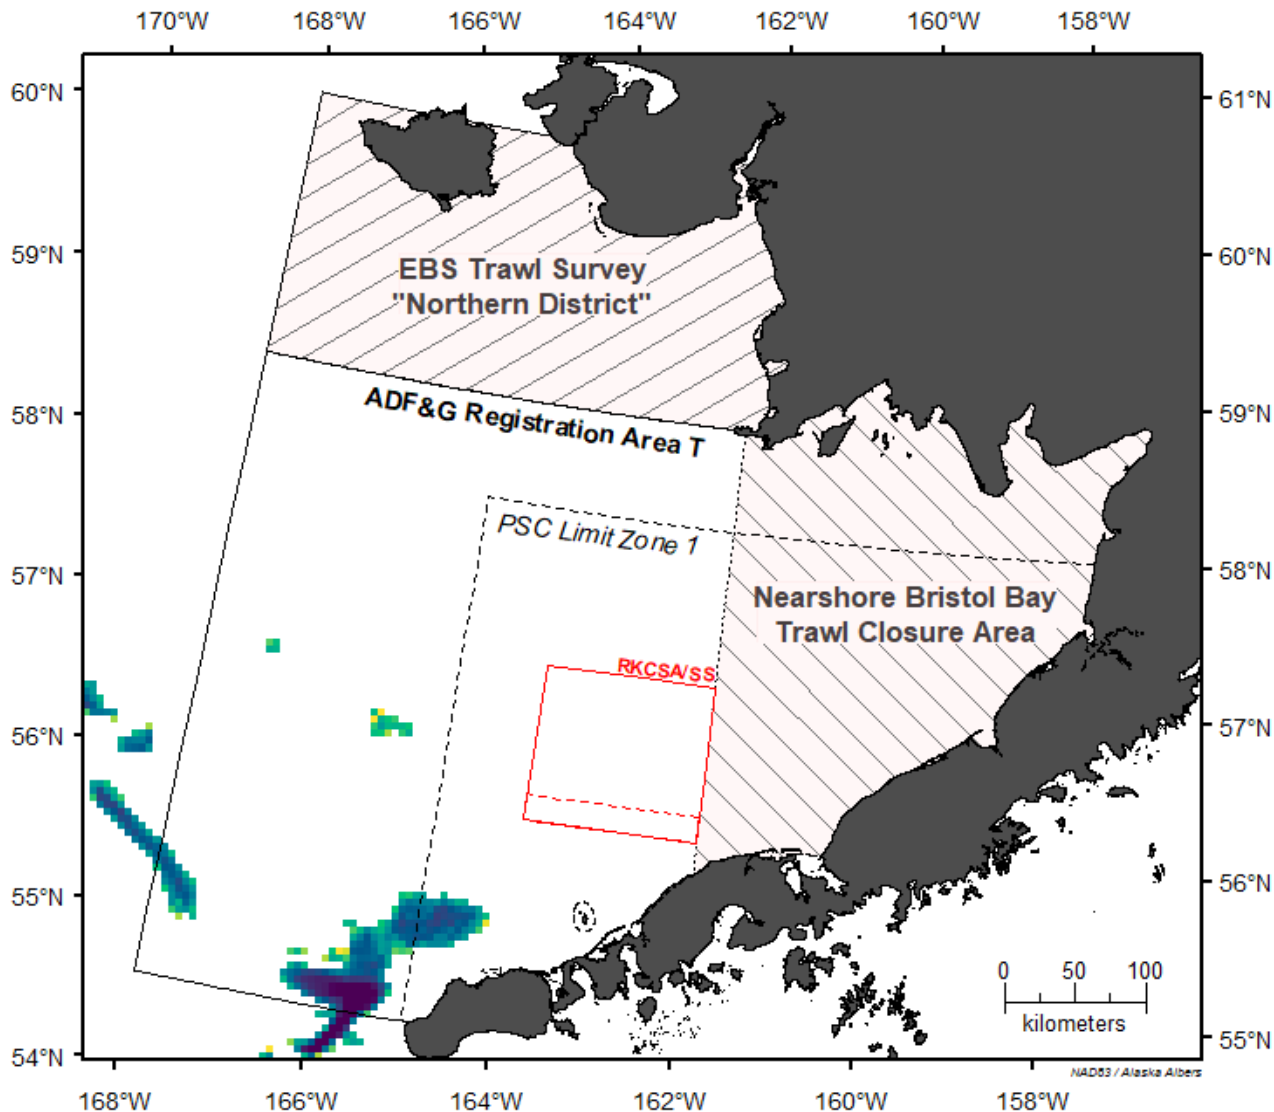 170°W 168°W 166°W 164°W 162°W 160°W 158°W
60°N
61°N
EBS Trawl Survey
"Northern District"
59°N
60°N
ADF&G Registration Area T
58°N
59°N
PSC Limit Zone 1
57°N
58°N
Nearshore Bristol Bay
Trawl Closure Area
RKCSA/SS
56°N
57°N
55°N
56°N
0 50 100
kilometers
54°N
55°N
NAD83 / Alaska Albers
168°W 166°W 164°W 162°W 160°W 158°W